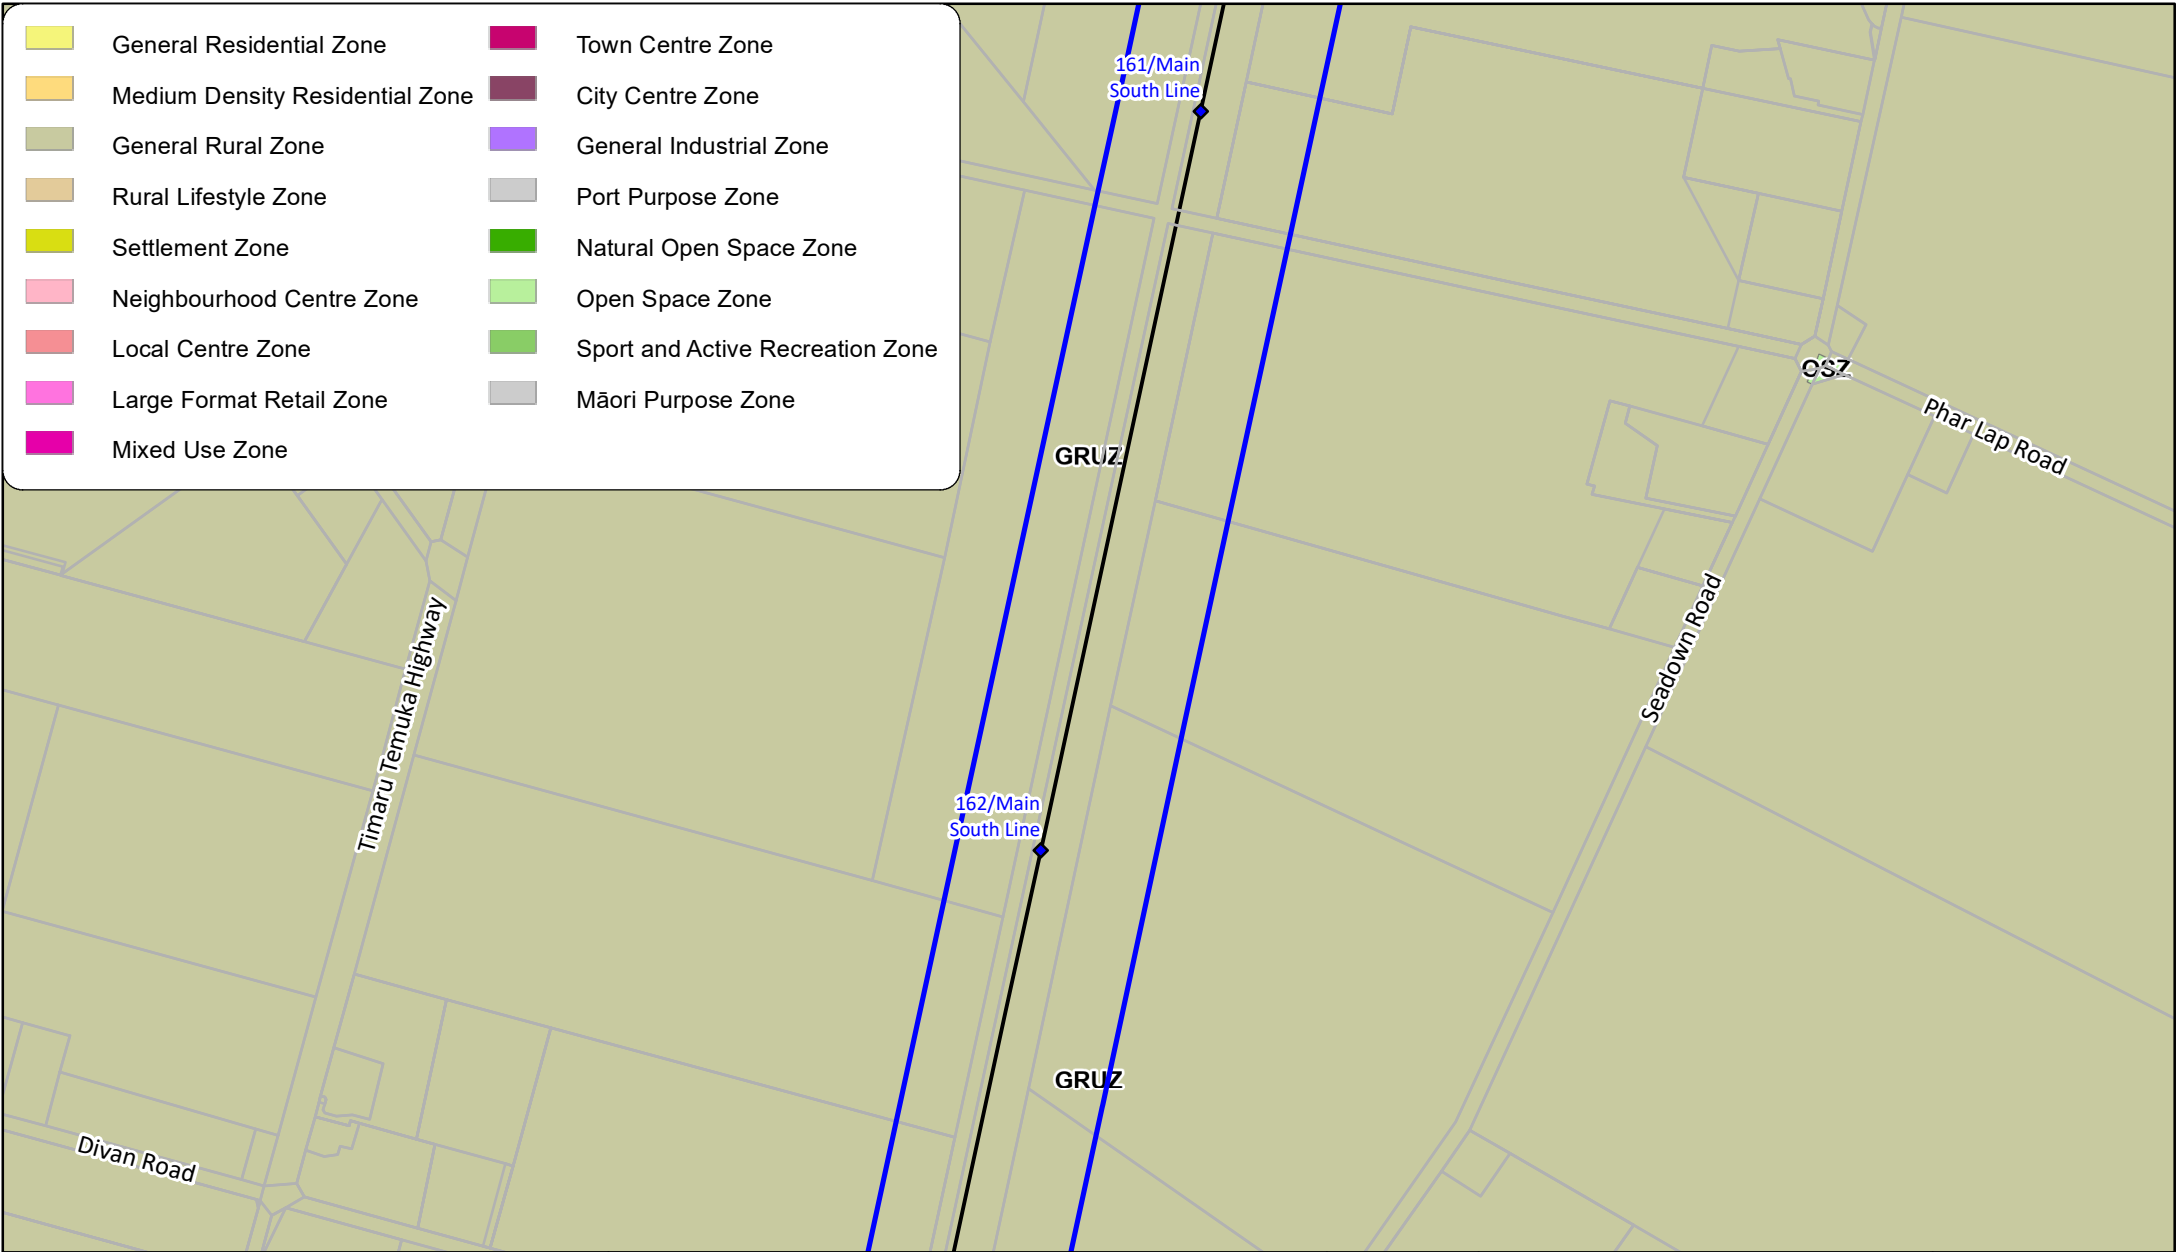 General Residential Zone
Medium Density Residential Zone
General Rural Zone
Rural Lifestyle Zone
Settlement Zone
Neighbourhood Centre Zone
Local Centre Zone
Large Format Retail Zone
Mixed Use Zone
Town Centre Zone
City Centre Zone
General Industrial Zone
Port Purpose Zone
Natural Open Space Zone
Open Space Zone
Sport and Active Recreation Zone
Māori Purpose Zone
161/Main
South Line
OSZ
Phar Lap Road
GRUZ
Seadown Road
Timaru Temuka Highway
162/Main
South Line
GRUZ
Divan Road